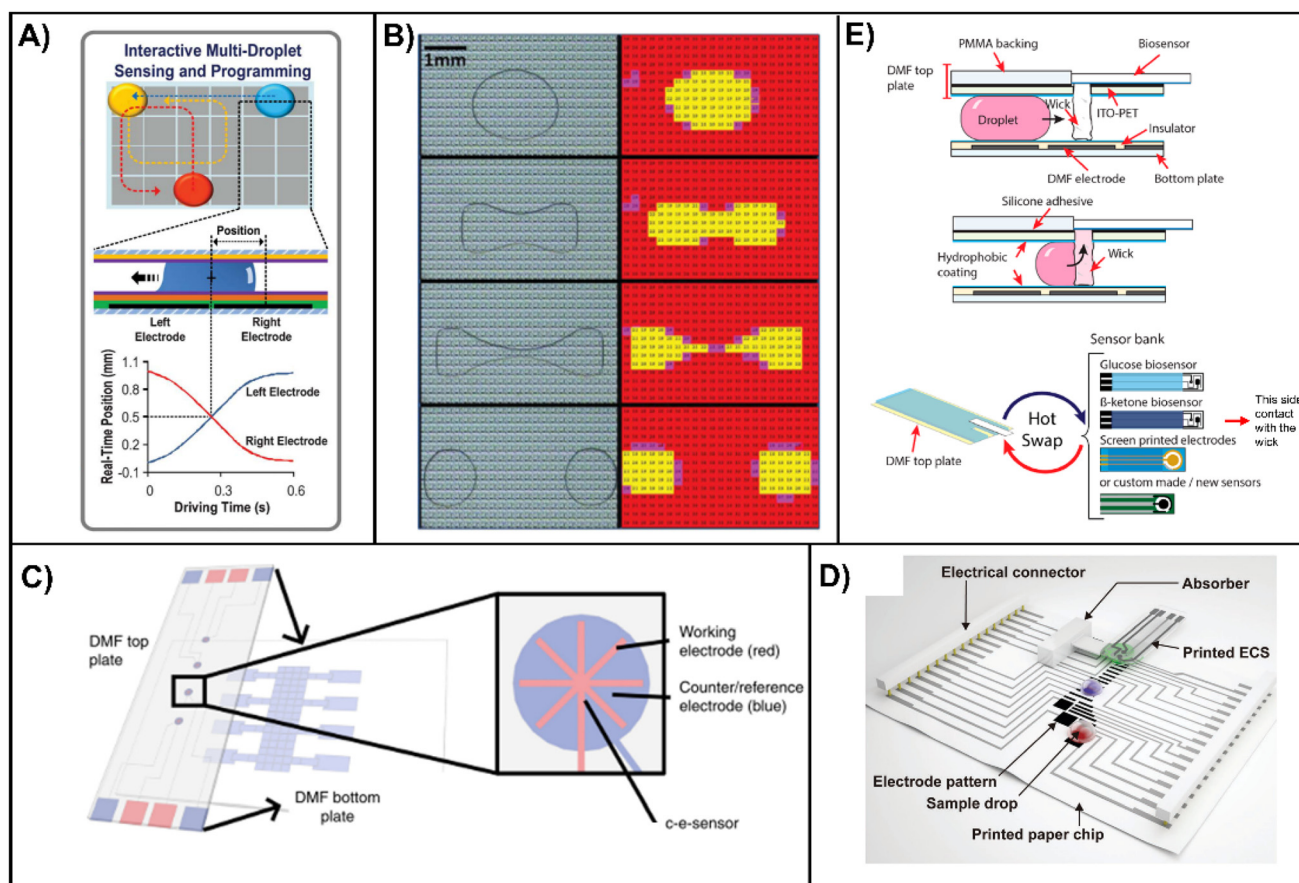 A)
Interactive Multi-Droplet
Sensing and Programming
Position
Left
Electrode
Right
Electrode
Real-Time Position (mm)
1.1
0.8
0.5
0.2
-0.1
Left Electrode
Right Electrode
0
0.3
0.6
Driving Time (s)
B)
1mm
E)
PMMA backing
Biosensor
DMF top
plate
Wick
ITO-PET
Droplet
Insulator
DMF electrode
Bottom plate
Silicone adhesive
Hydrophobic
coating
Wick
Sensor bank
Glucose biosensor
ß-ketone biosensor
Screen printed electrodes
or custom made / new sensors
This side
contact
with the
wick
Hot
Swap
DMF top plate
C)
DMF top
plate
DMF bottom
plate
Working
electrode (red)
Counter/reference
electrode (blue)
c-e-sensor
D)
Electrical connector
Absorber
Printed ECS
Electrode pattern
Sample drop
Printed paper chip